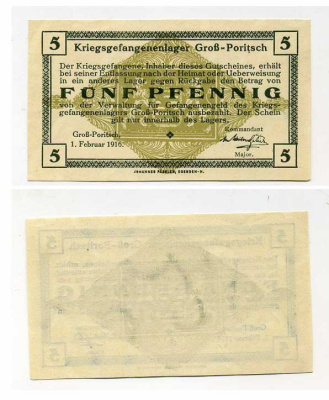 5 Kriegsgefangenenlager Groß-Poritsch 5
Der Kriegsgefangene, Inhaber dieses Gutscheines, erhält
bei seiner Entlassung nach der Heimat oder Ueberweisung
in ein anderes Lager gegen Rückgabe den Betrag von
FÜNF PFENNIG
von der Verwaltung für Gefangenengeld des Kriegs-
gefangenenlagers Groß-Poritsch ausbezahlt. Der Schein
gilt nur innerhalb des Lagers.
Groß-Poritsch, Kommandant
1. Februar 1916.
5 Major. 5
JOHANNES PÄSSLER, DRESDEN-N.